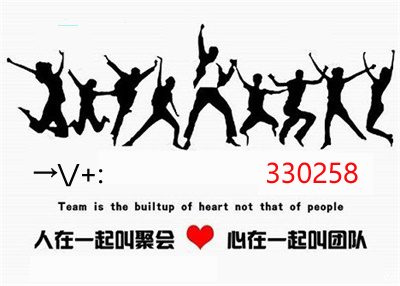 →V+: 330258
Team is the builtup of heart not that of people
人在一起叫聚会 ❤ 心在一起叫团队